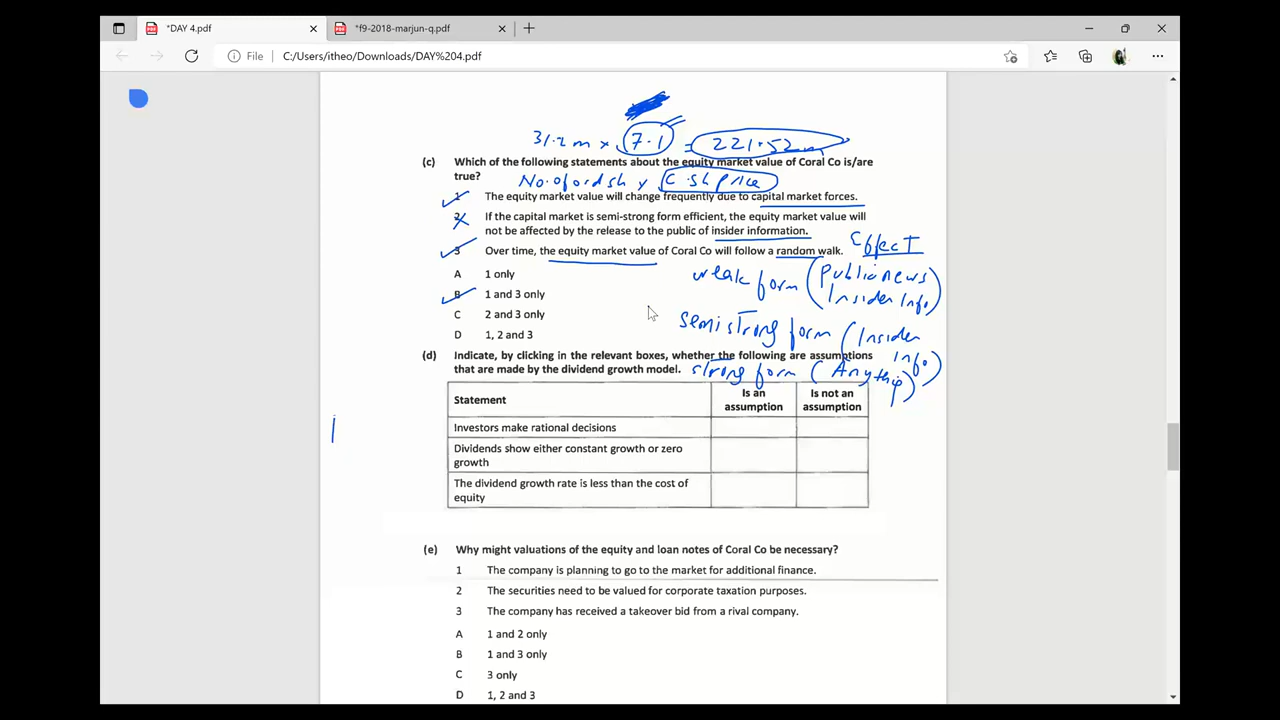 *DAY 4.pdf
*f9-2018-marjun-q.pdf
File C:/Users/itheo/Downloads/DAY%204.pdf
31.2 m × 7.1 = 221.52 m
(c) Which of the following statements about the equity market value of Coral Co is/are
true?
No. of ord sh × C. sh price
1 The equity market value will change frequently due to capital market forces.
2 If the capital market is semi-strong form efficient, the equity market value will
not be affected by the release to the public of insider information.
3 Over time, the equity market value of Coral Co will follow a random walk.
Effect
A 1 only
weak form (Public news
Insider Info)
B 1 and 3 only
C 2 and 3 only
semi strong form (Insider
Info)
D 1, 2 and 3
(d) Indicate, by clicking in the relevant boxes, whether the following are assumptions
that are made by the dividend growth model.
strong form (Anything)
Statement Is an assumption Is not an assumption
Investors make rational decisions
Dividends show either constant growth or zero
growth
The dividend growth rate is less than the cost of
equity
(e) Why might valuations of the equity and loan notes of Coral Co be necessary?
1 The company is planning to go to the market for additional finance.
2 The securities need to be valued for corporate taxation purposes.
3 The company has received a takeover bid from a rival company.
A 1 and 2 only
B 1 and 3 only
C 3 only
D 1, 2 and 3